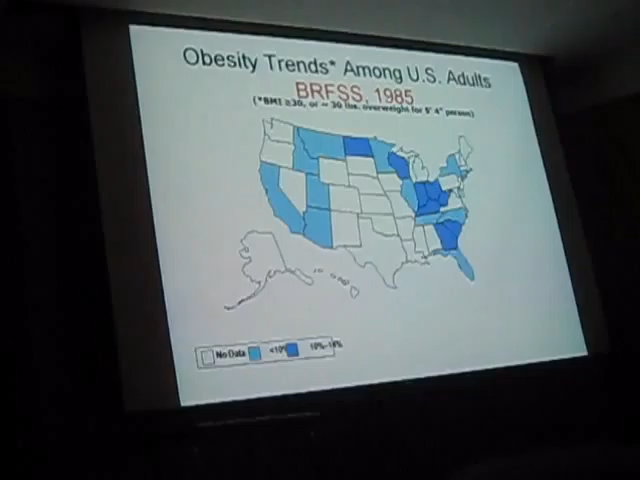 Obesity Trends* Among U.S. Adults
BRFSS, 1985
(*BMI ≥30, or ~ 30 lbs. overweight for 5' 4" person)
No Data <10% 10%–14%